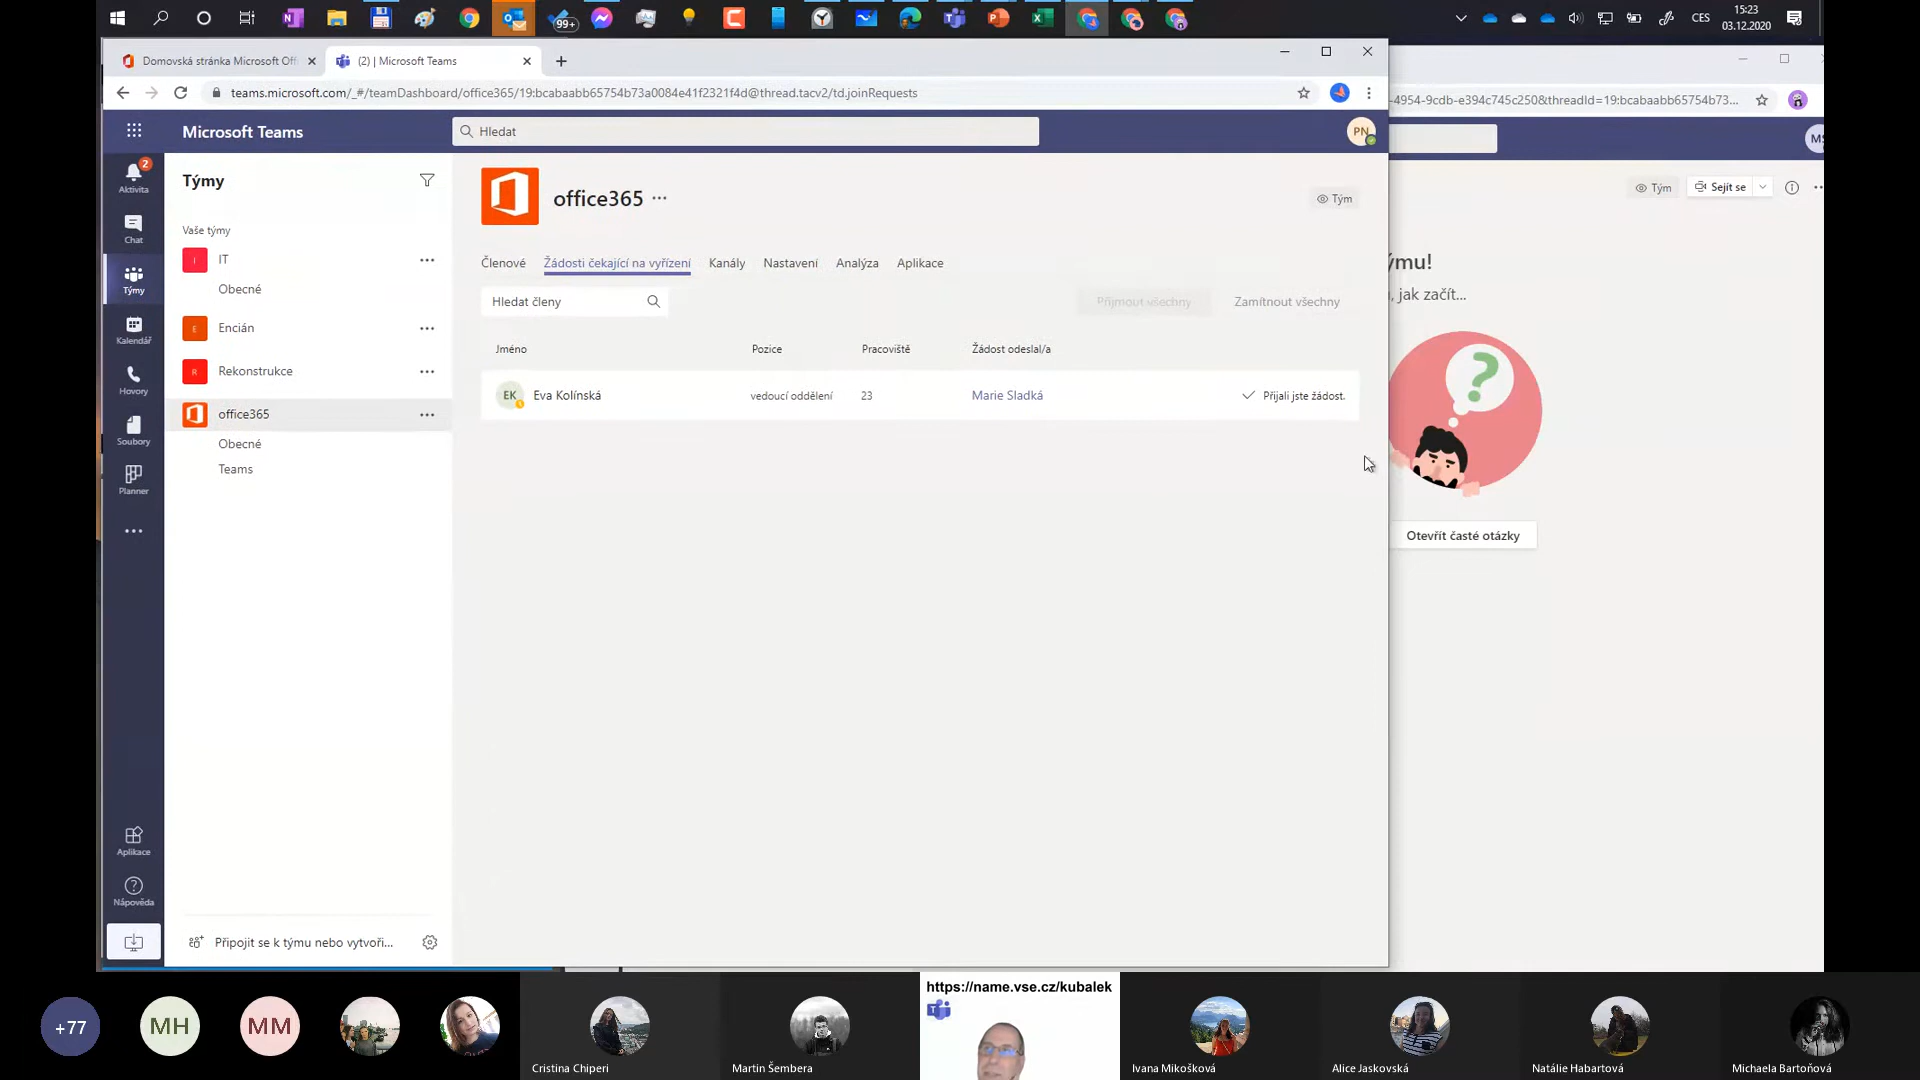 99+
CES
15:23
03.12.2020
Domovská stránka Microsoft Off
(2) | Microsoft Teams
teams.microsoft.com/_#/teamDashboard/office365/19:bcabaabb65754b73a0084e41f2321f4d@thread.tacv2/td.joinRequests
-4954-9cdb-e394c745c250&threadId=19:bcabaabb65754b73...
Microsoft Teams
Hledat
PN
MS
2
Aktivita
Chat
Týmy
Kalendář
Hovory
Soubory
Planner
Aplikace
Nápověda
Týmy
Vaše týmy
I
IT
Obecné
E
Encián
R
Rekonstrukce
office365
Obecné
Teams
Připojit se k týmu nebo vytvoři...
office365
Tým
Členové
Žádosti čekající na vyřízení
Kanály
Nastavení
Analýza
Aplikace
Hledat členy
Přijmout všechny
Zamítnout všechny
Jméno
Pozice
Pracoviště
Žádost odeslal/a
EK
Eva Kolínská
vedoucí oddělení
23
Marie Sladká
Přijali jste žádost.
Tým
Sejít se
ýmu!
, jak začít...
?
Otevřít časté otázky
+77
MH
MM
Cristina Chiperi
Martin Šembera
https://name.vse.cz/kubalek
Ivana Mikošková
Alice Jaskovská
Natálie Habartová
Michaela Bartoňová